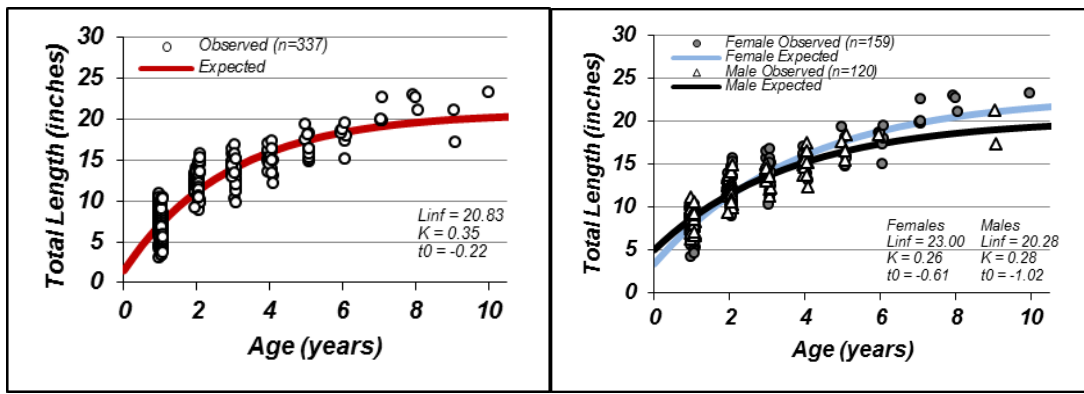 Total Length (inches)
30
25
20
15
10
5
0
Observed (n=337)
Expected
Linf = 20.83
K = 0.35
t0 = -0.22
0 2 4 6 8 10
Age (years)
Total Length (inches)
30
25
20
15
10
5
0
Female Observed (n=159)
Female Expected
Male Observed (n=120)
Male Expected
Females Males
Linf = 23.00 Linf = 20.28
K = 0.26 K = 0.28
t0 = -0.61 t0 = -1.02
0 2 4 6 8 10
Age (years)